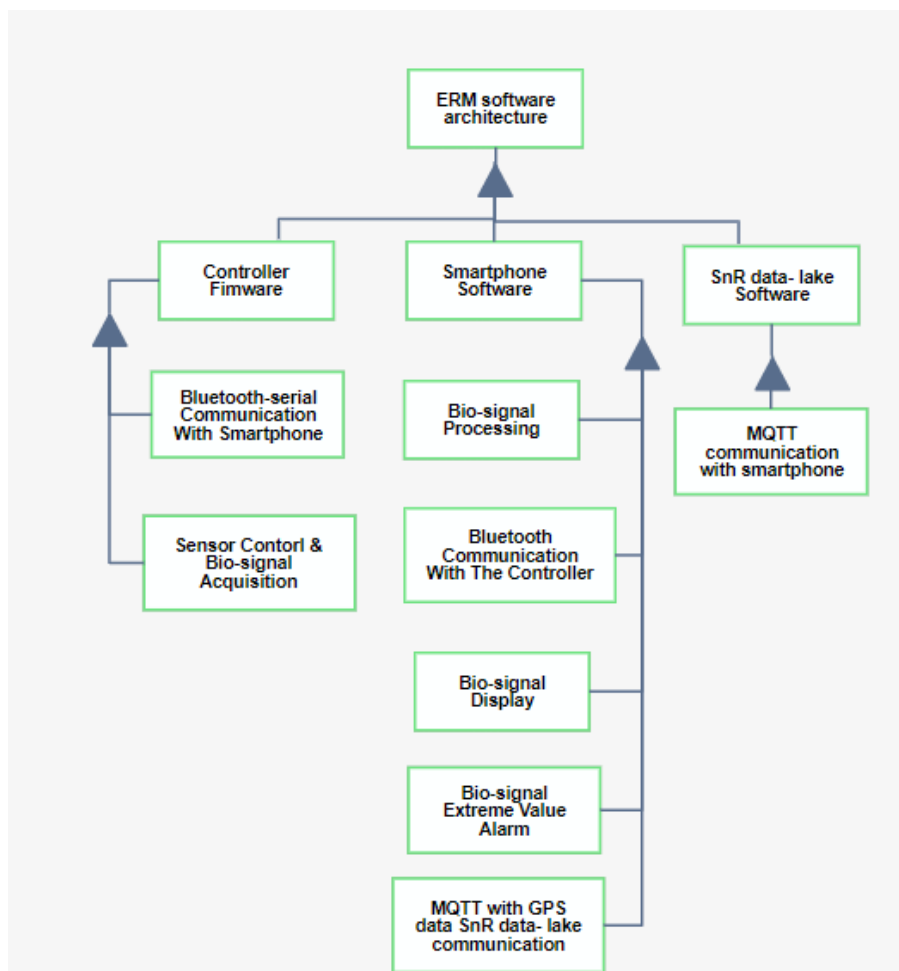 ERM software
architecture
Controller
Fimware
Smartphone
Software
SnR data- lake
Software
Bluetooth-serial
Communication
With Smartphone
Bio-signal
Processing
MQTT
communication
with smartphone
Sensor Contorl &
Bio-signal
Acquisition
Bluetooth
Communication
With The Controller
Bio-signal
Display
Bio-signal
Extreme Value
Alarm
MQTT with GPS
data SnR data- lake
communication